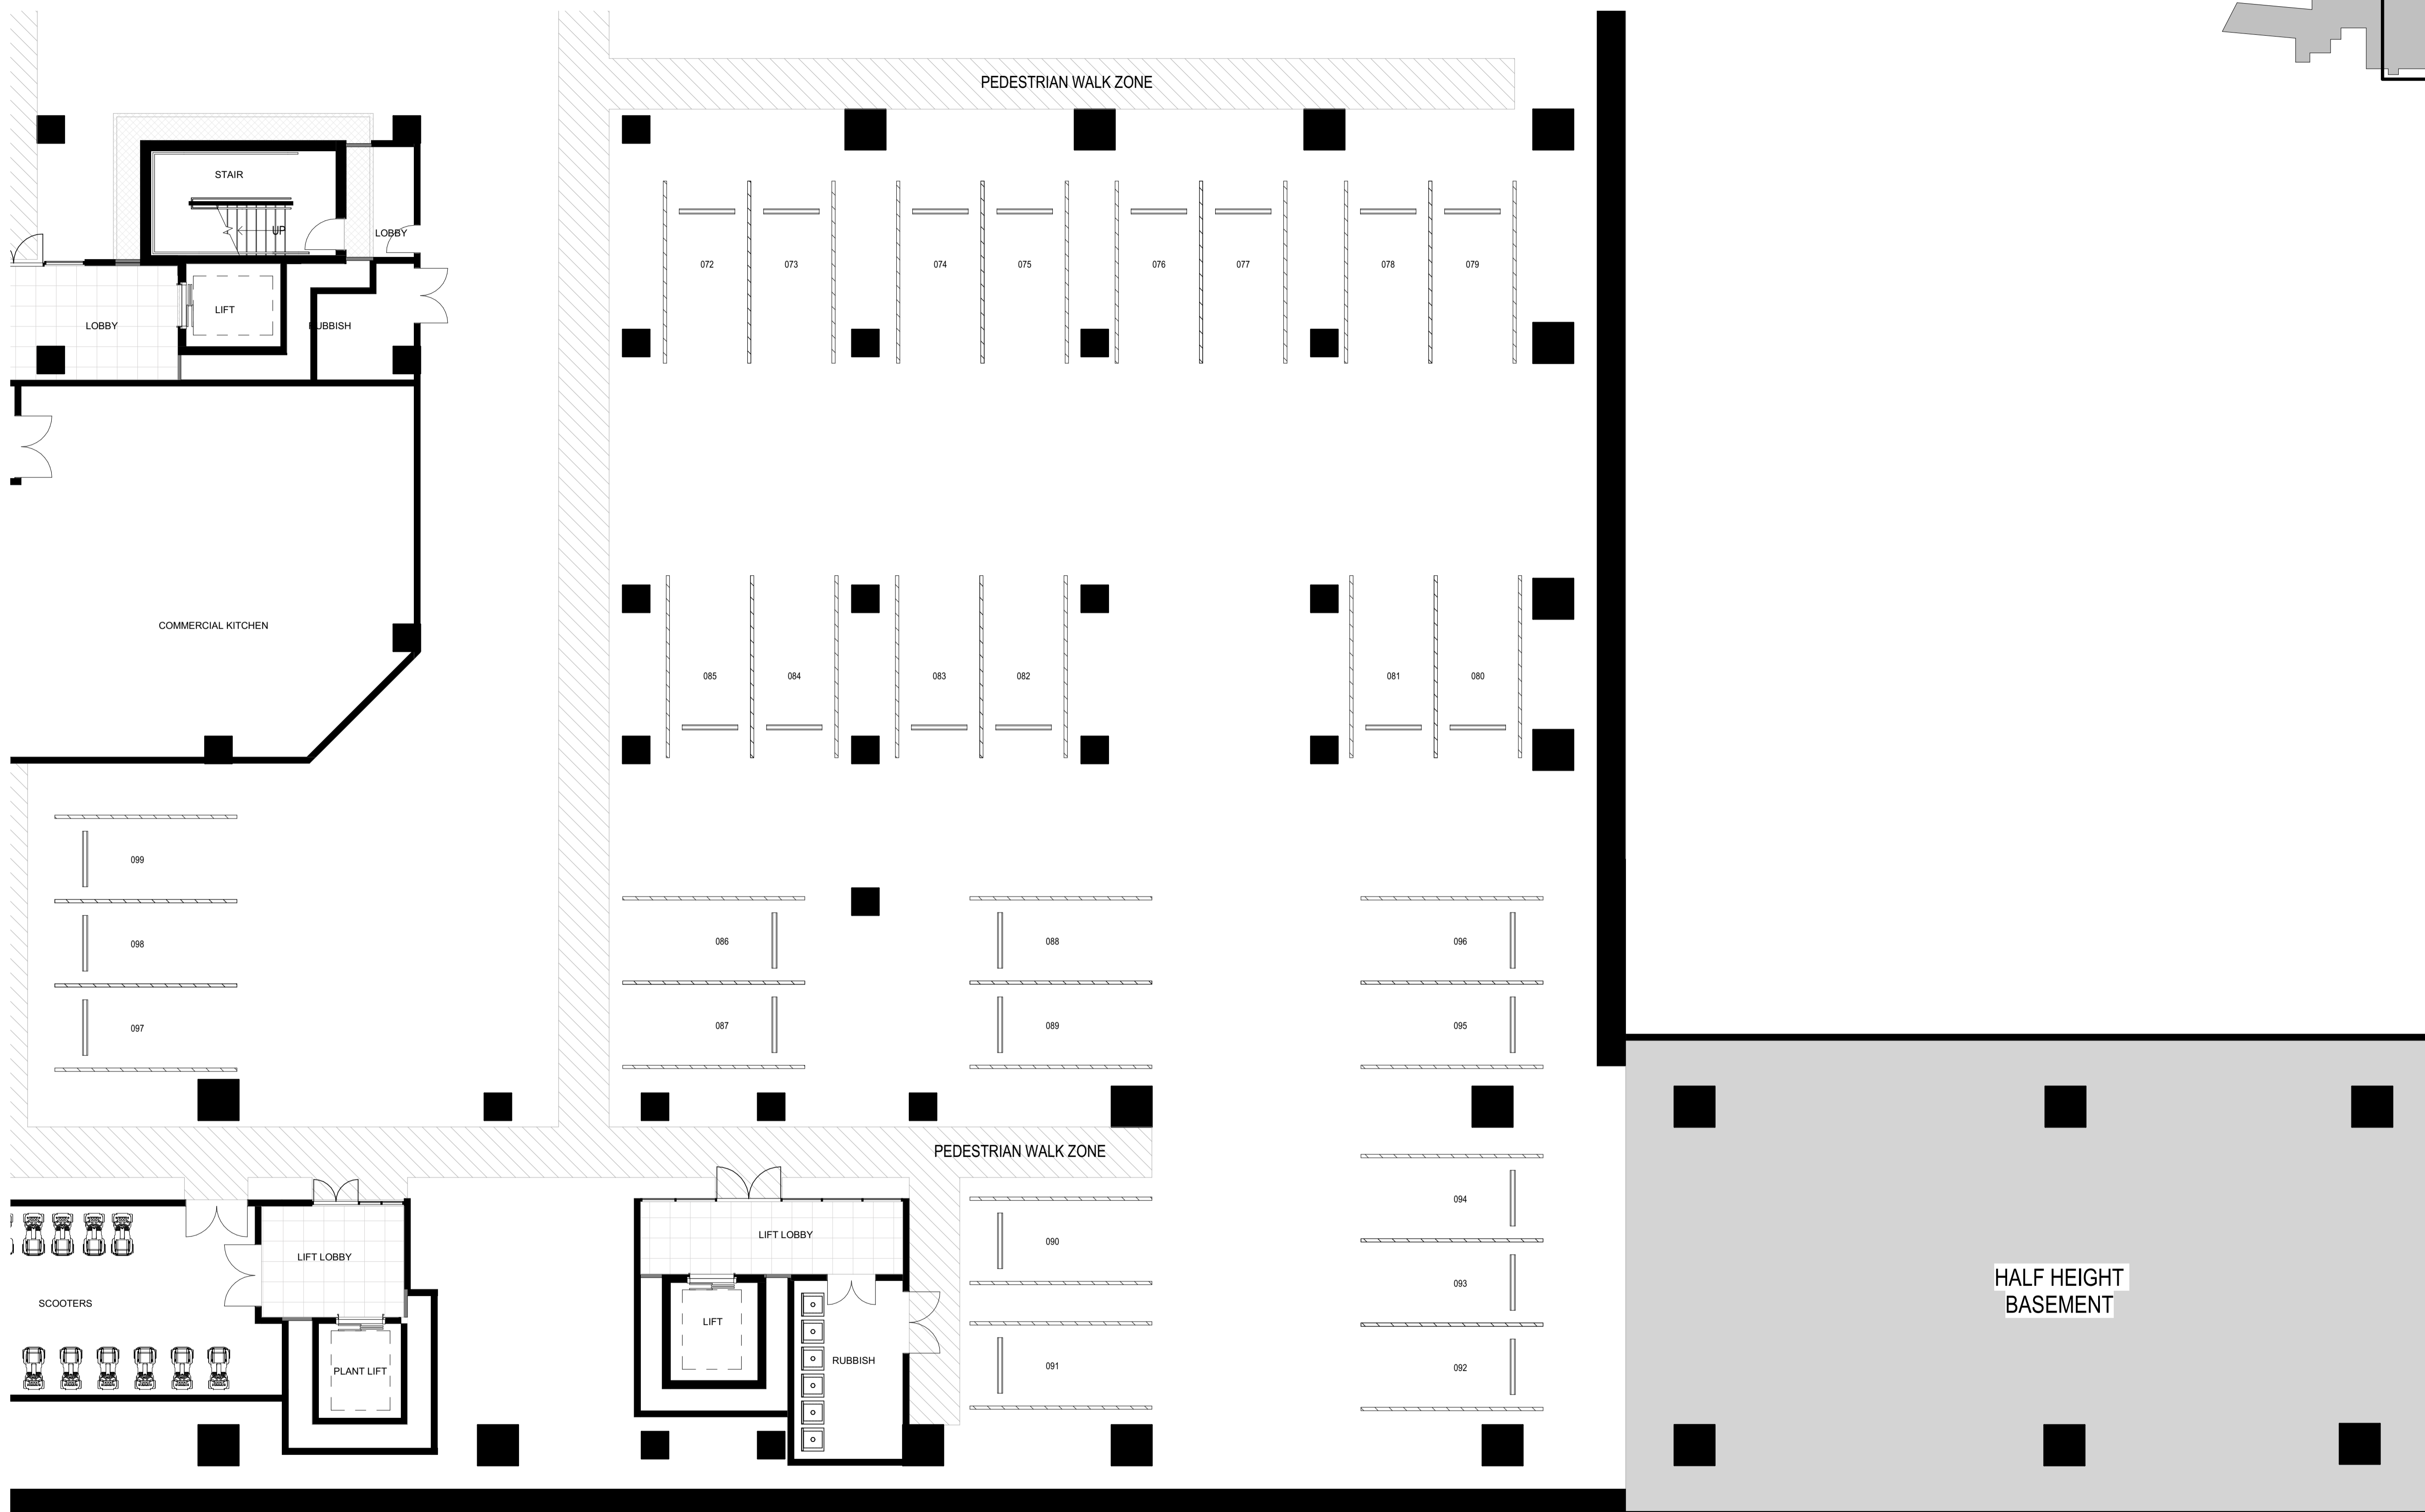 PEDESTRIAN WALK ZONE
STAIR
UP
LOBBY
072
073
074
075
076
077
078
079
LIFT
LOBBY
RUBBISH
COMMERCIAL KITCHEN
085
084
083
082
081
080
099
098
097
086
088
096
087
089
095
PEDESTRIAN WALK ZONE
094
LIFT LOBBY
090
LIFT LOBBY
HALF HEIGHT
BASEMENT
093
SCOOTERS
LIFT
RUBBISH
091
092
PLANT LIFT